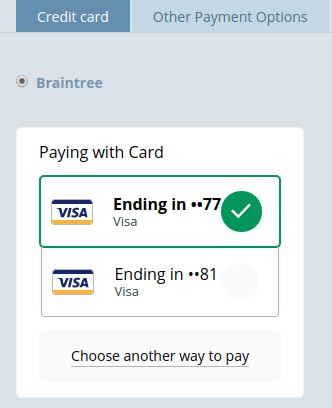 Credit card
Other Payment Options
Braintree
Paying with Card
VISA
Ending in ••77
Visa
VISA
Ending in ••81
Visa
Choose another way to pay